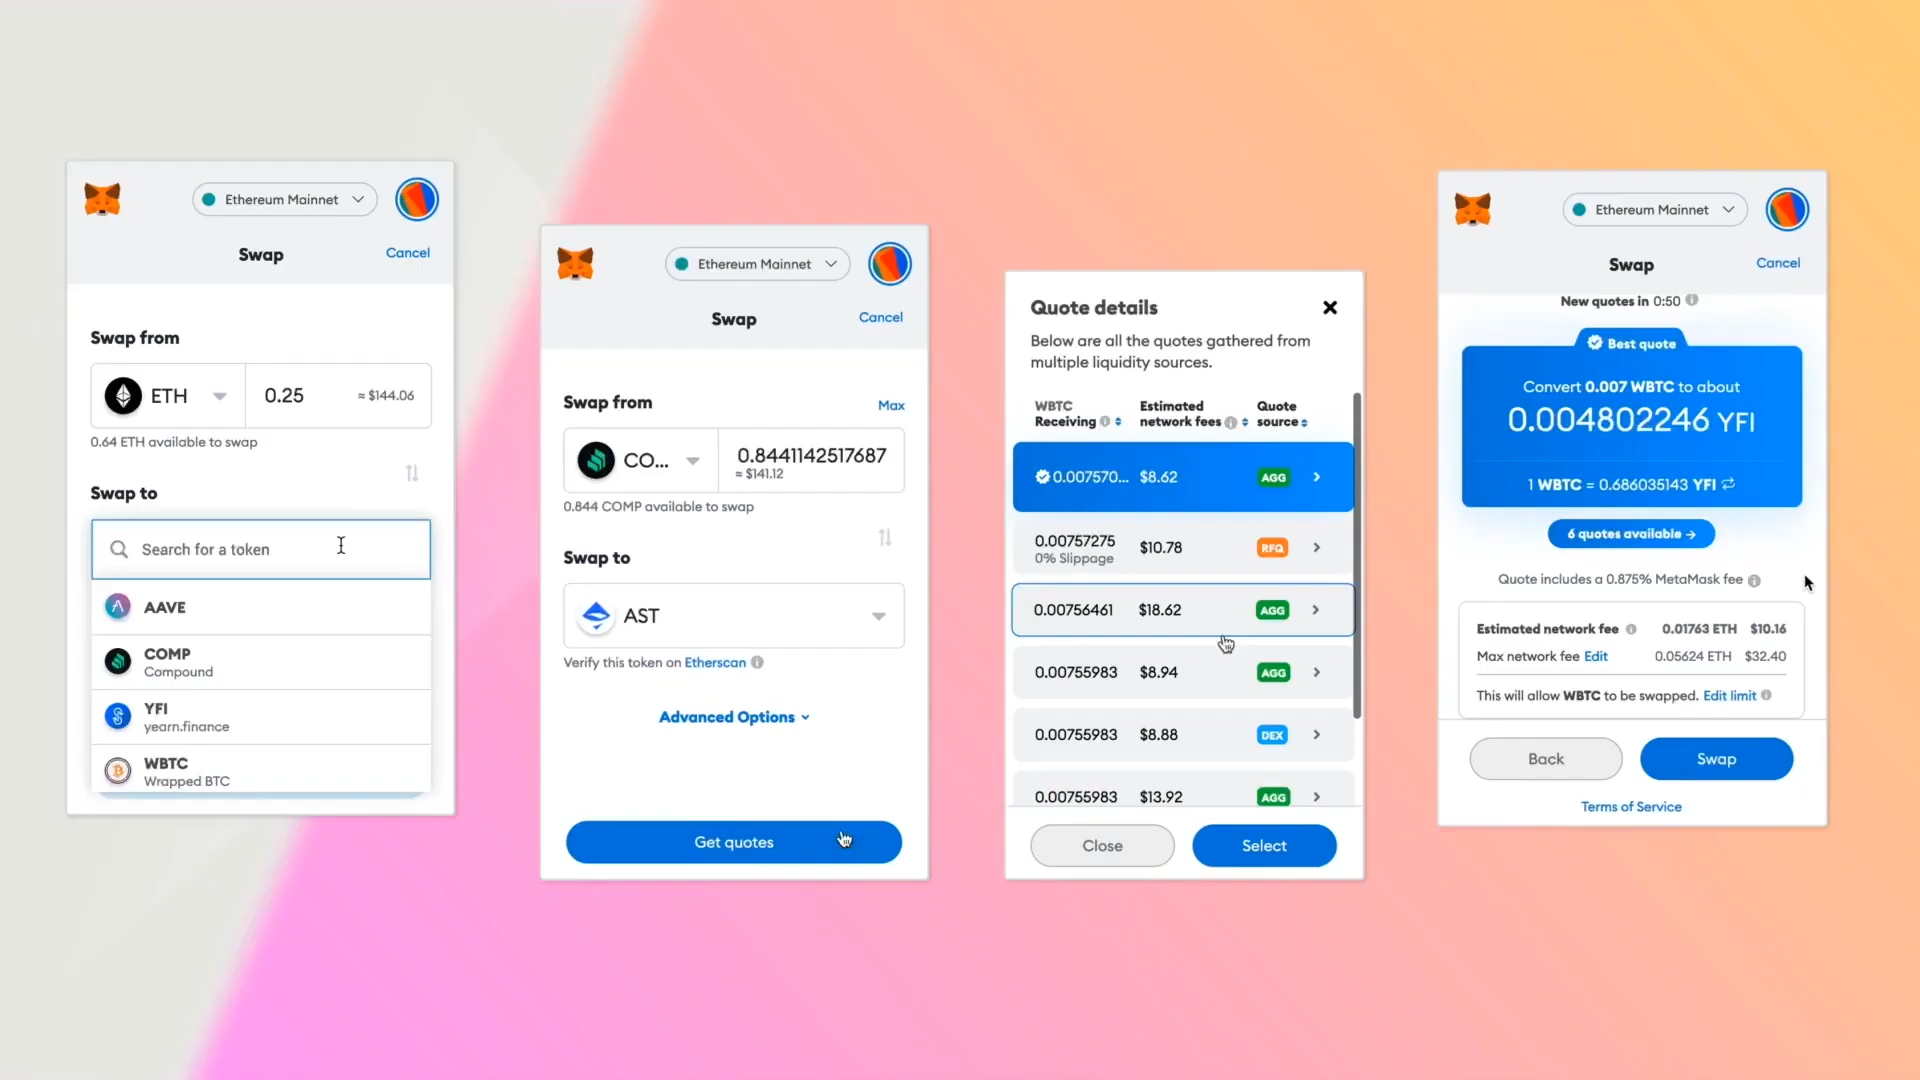 Ethereum Mainnet
Swap
Cancel
Swap from
ETH
0.25
≈ $144.06
0.64 ETH available to swap
Swap to
Search for a token
AAVE
COMP
Compound
YFI
yearn.finance
WBTC
Wrapped BTC
Ethereum Mainnet
Swap
Cancel
Swap from
Max
CO...
0.8441142517687
≈ $141.12
0.844 COMP available to swap
Swap to
AST
Verify this token on Etherscan
Advanced Options
Get quotes
Quote details
Below are all the quotes gathered from
multiple liquidity sources.
WBTC
Receiving
Estimated
network fees
Quote
source
0.007570... $8.62 AGG
0.00757275
0% Slippage
$10.78 RFQ
0.00756461 $18.62 AGG
0.00755983 $8.94 AGG
0.00755983 $8.88 DEX
0.00755983 $13.92 AGG
Close
Select
Ethereum Mainnet
Swap
Cancel
New quotes in 0:50
Best quote
Convert 0.007 WBTC to about
0.004802246 YFI
1 WBTC = 0.686035143 YFI
6 quotes available →
Quote includes a 0.875% MetaMask fee
Estimated network fee 0.01763 ETH $10.16
Max network fee Edit 0.05624 ETH $32.40
This will allow WBTC to be swapped. Edit limit
Back
Swap
Terms of Service